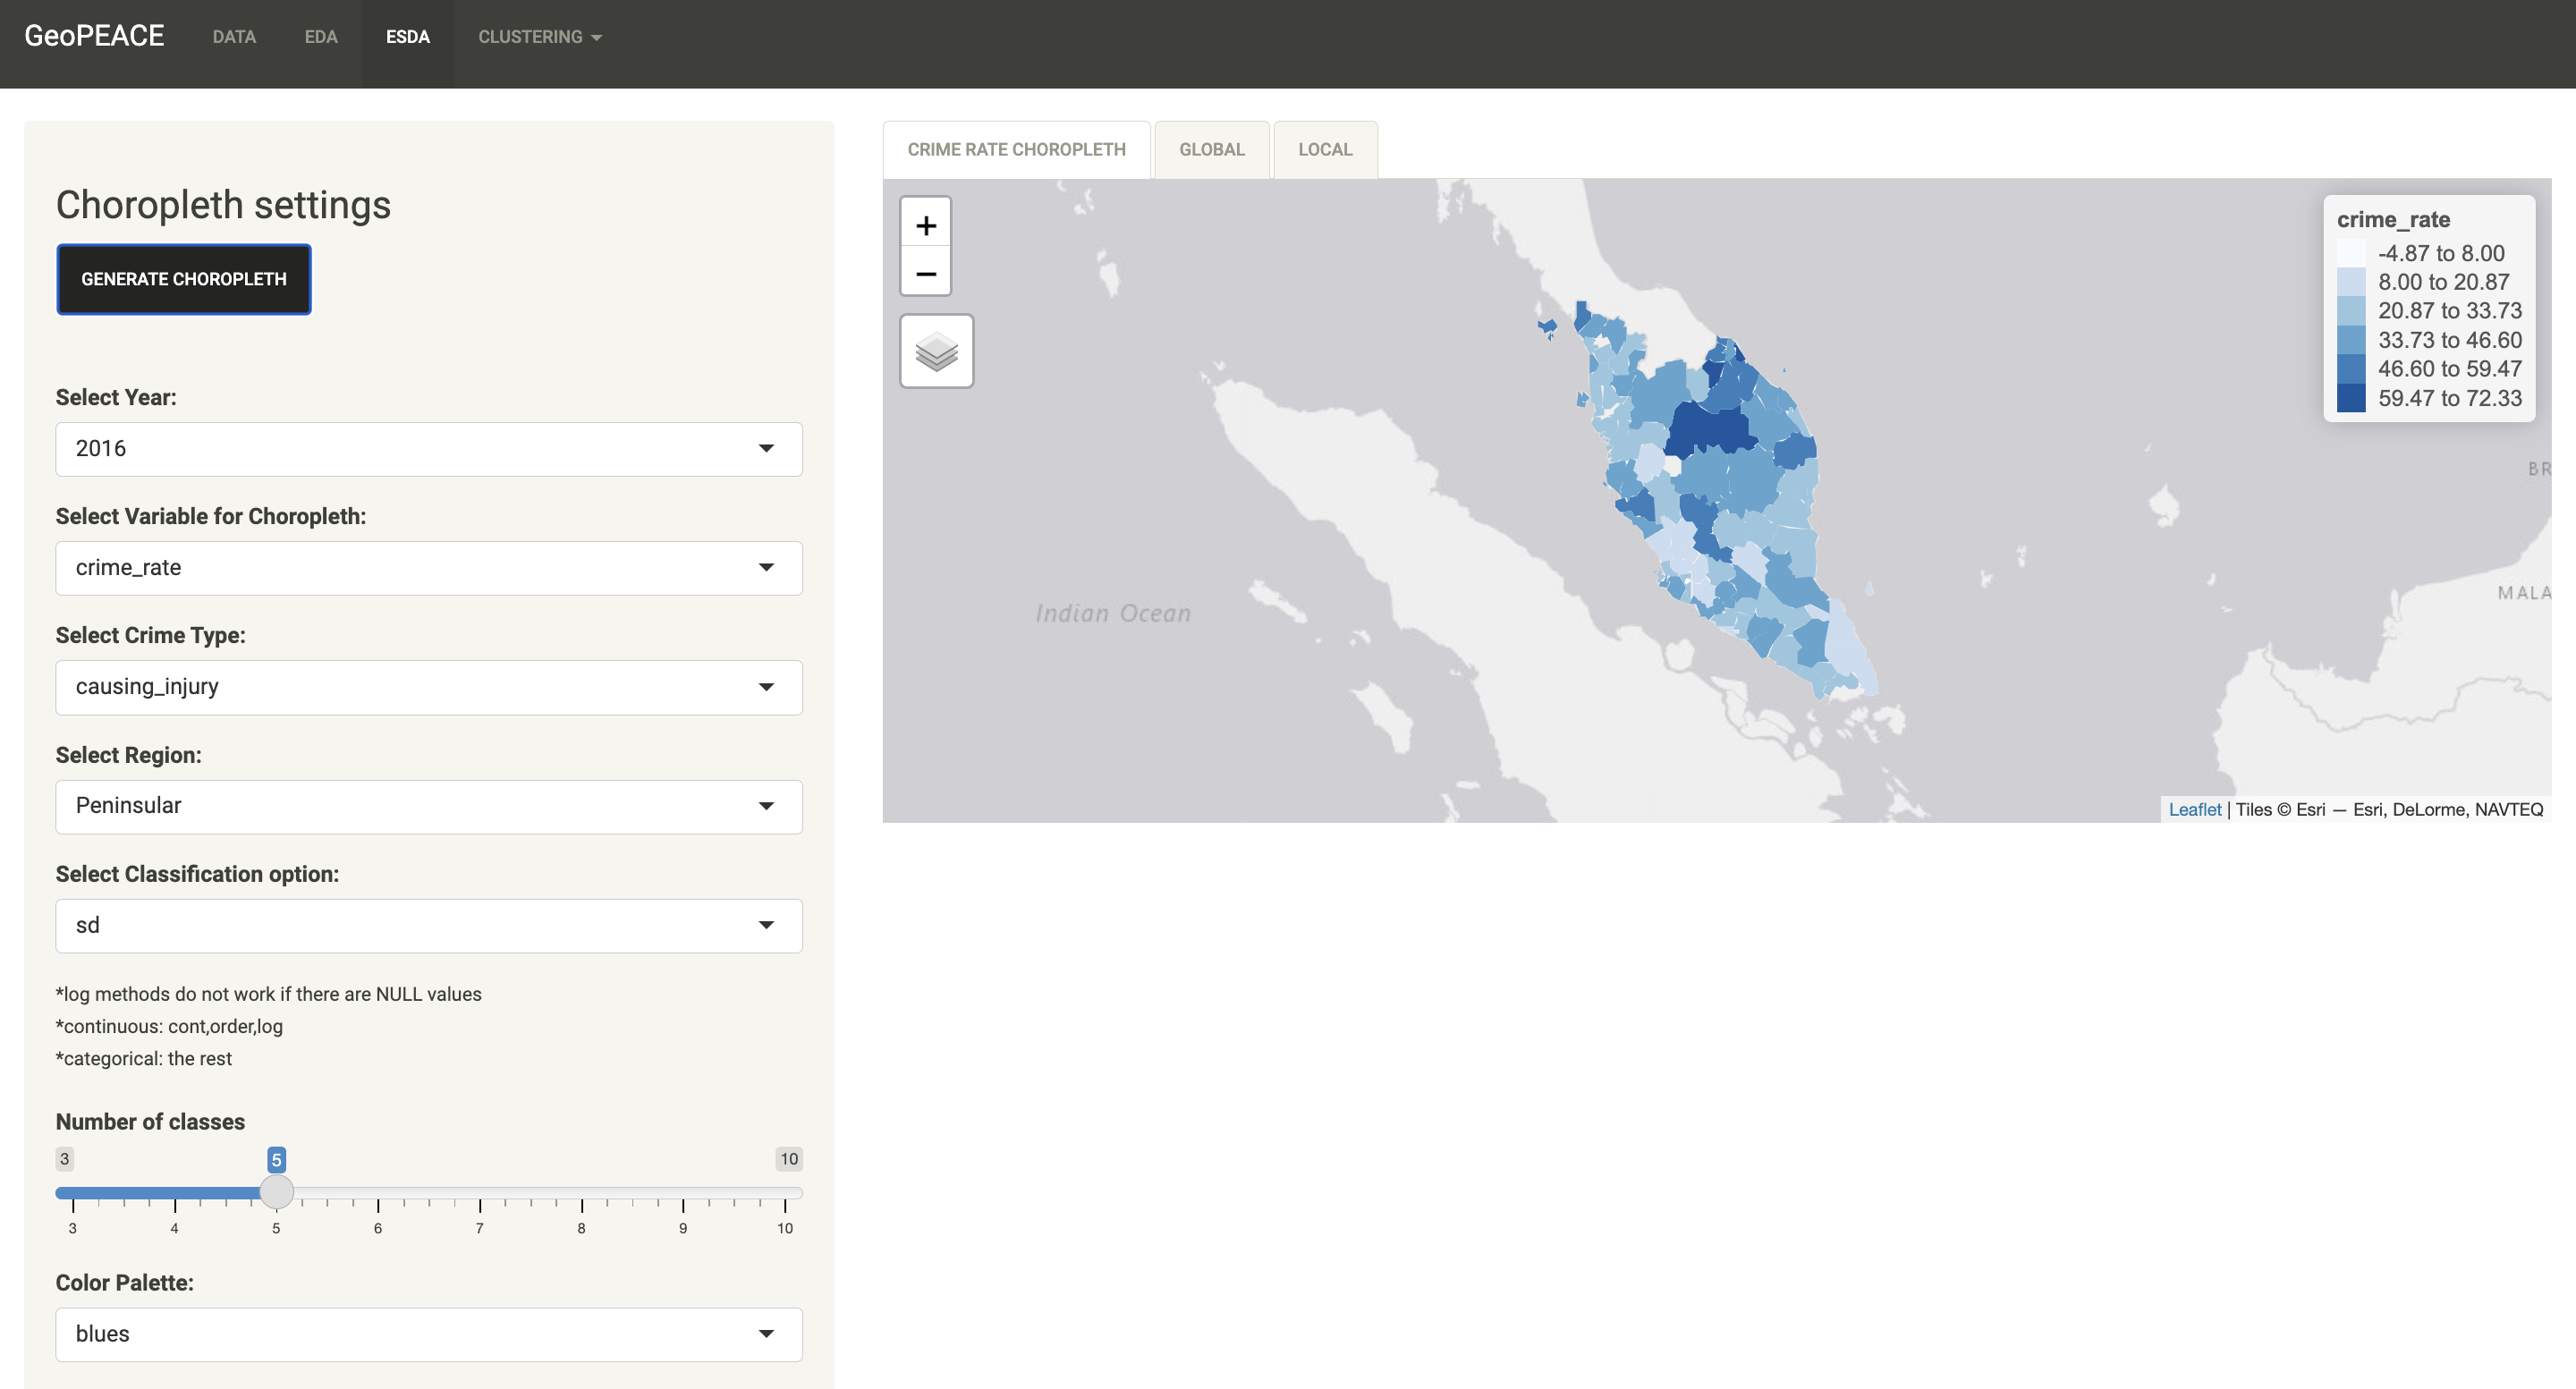 GeoPEACE DATA EDA ESDA CLUSTERING
Choropleth settings
GENERATE CHOROPLETH
Select Year:
2016
Select Variable for Choropleth:
crime_rate
Select Crime Type:
causing_injury
Select Region:
Peninsular
Select Classification option:
sd
*log methods do not work if there are NULL values
*continuous: cont,order,log
*categorical: the rest
Number of classes
3 5 10
3 4 5 6 7 8 9 10
Color Palette:
blues
CRIME RATE CHOROPLETH GLOBAL LOCAL
+
−
crime_rate
-4.87 to 8.00
8.00 to 20.87
20.87 to 33.73
33.73 to 46.60
46.60 to 59.47
59.47 to 72.33
BR
MALA
Indian Ocean
Leaflet | Tiles © Esri — Esri, DeLorme, NAVTEQ